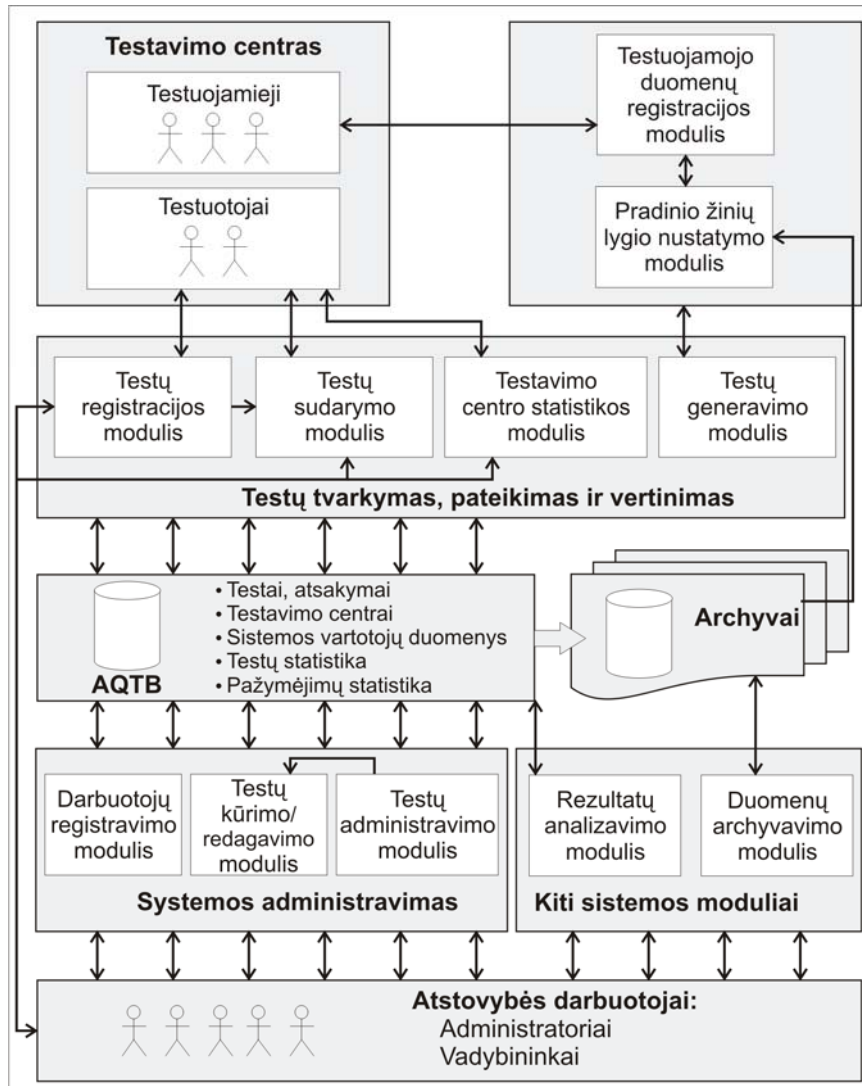 Testavimo centras
Testuojamieji
Testuotojai
Testuojamojo
duomenų
registracijos
modulis
Pradinio žinių
lygio nustatymo
modulis
Testų
registracijos
modulis
Testų
sudarymo
modulis
Testavimo
centro statistikos
modulis
Testų
generavimo
modulis
Testų tvarkymas, pateikimas ir vertinimas
AQTB
• Testai, atsakymai
• Testavimo centrai
• Sistemos vartotojų duomenys
• Testų statistika
• Pažymėjimų statistika
Archyvai
Darbuotojų
registravimo
modulis
Testų
kūrimo/
redagavimo
modulis
Testų
administravimo
modulis
Systemos administravimas
Rezultatų
analizavimo
modulis
Duomenų
archyvavimo
modulis
Kiti sistemos moduliai
Atstovybės darbuotojai:
Administratoriai
Vadybininkai